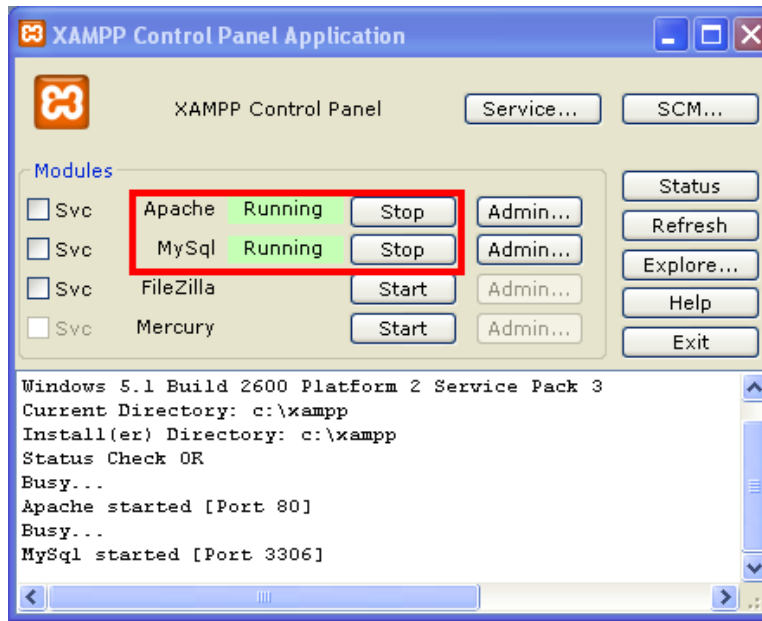 XAMPP Control Panel Application
XAMPP Control Panel Service... SCM...
Modules
Svc Apache Running Stop Admin...
Svc MySql Running Stop Admin...
Svc FileZilla Start Admin...
Svc Mercury Start Admin...
Status
Refresh
Explore...
Help
Exit
Windows 5.1 Build 2600 Platform 2 Service Pack 3
Current Directory: c:\xampp
Install(er) Directory: c:\xampp
Status Check OK
Busy...
Apache started [Port 80]
Busy...
MySql started [Port 3306]